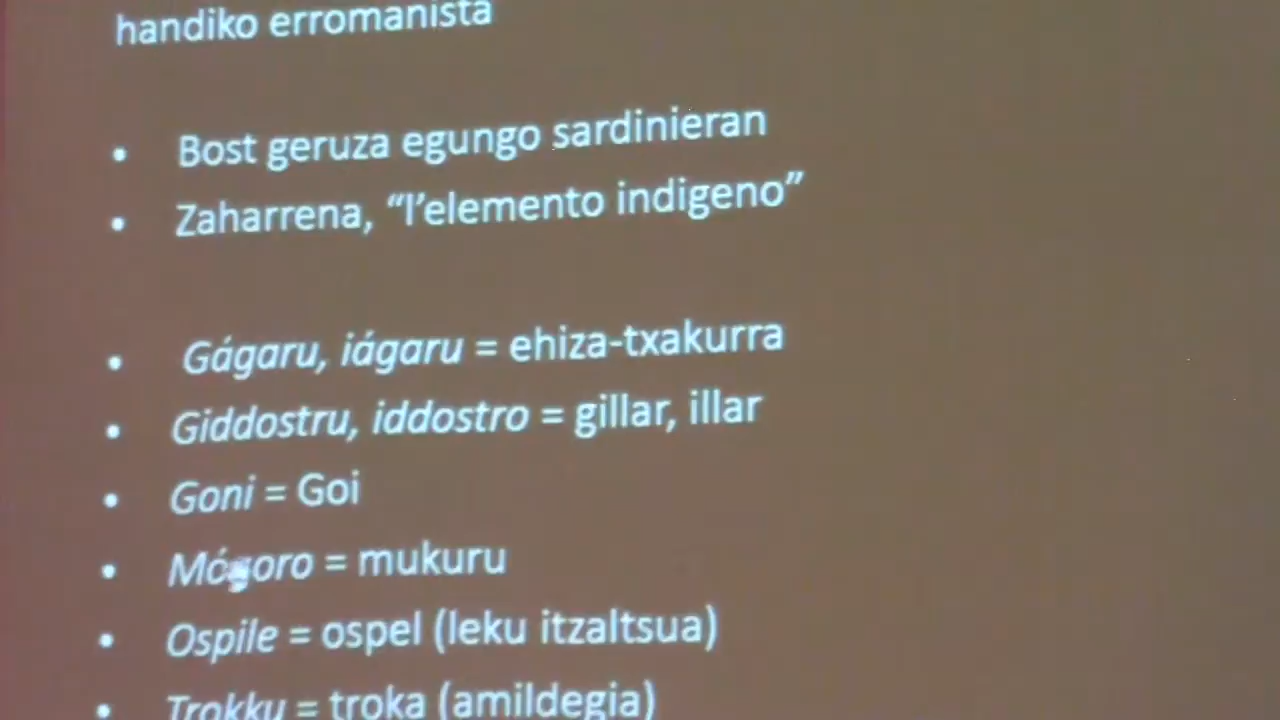 handiko erromanista
• Bost geruza egungo sardinieran
• Zaharrena, “l’elemento indigeno”
• Gágaru, iágaru = ehiza-txakurra
• Giddostru, iddostro = gillar, illar
• Goni = Goi
• Mógoro = mukuru
• Ospile = ospel (leku itzaltsua)
• Trokku = troka (amildegia)